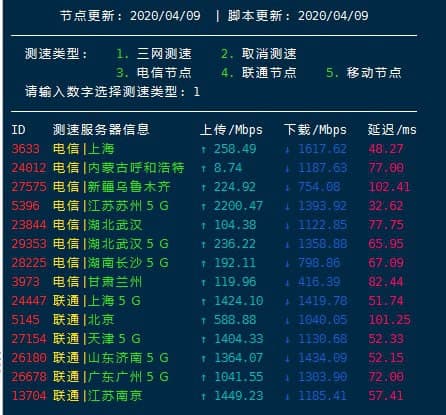 节点更新: 2020/04/09 | 脚本更新: 2020/04/09
测速类型: 1. 三网测速 2. 取消测速
3. 电信节点 4. 联通节点 5. 移动节点
请输入数字选择测速类型: 1
ID 测速服务器信息 上传/Mbps 下载/Mbps 延迟/ms
3633 电信|上海 ↑ 258.49 ↓ 1617.62 48.27
24012 电信|内蒙古呼和浩特 ↑ 8.74 ↓ 1187.63 77.00
27575 电信|新疆乌鲁木齐 ↑ 224.92 ↓ 754.08 102.41
5396 电信|江苏苏州5G ↑ 2200.47 ↓ 1393.92 32.62
23844 电信|湖北武汉 ↑ 104.38 ↓ 1122.85 77.75
29353 电信|湖北武汉5G ↑ 236.22 ↓ 1358.88 65.95
28225 电信|湖南长沙5G ↑ 192.11 ↓ 798.86 67.09
3973 电信|甘肃兰州 ↑ 119.96 ↓ 416.39 82.44
24447 联通|上海5G ↑ 1424.10 ↓ 1419.78 51.74
5145 联通|北京 ↑ 588.88 ↓ 1040.05 101.25
27154 联通|天津5G ↑ 1404.33 ↓ 1130.68 52.33
26180 联通|山东济南5G ↑ 1364.07 ↓ 1434.09 52.15
26678 联通|广东广州5G ↑ 1041.55 ↓ 1303.90 72.00
13704 联通|江苏南京 ↑ 1449.23 ↓ 1185.41 57.41